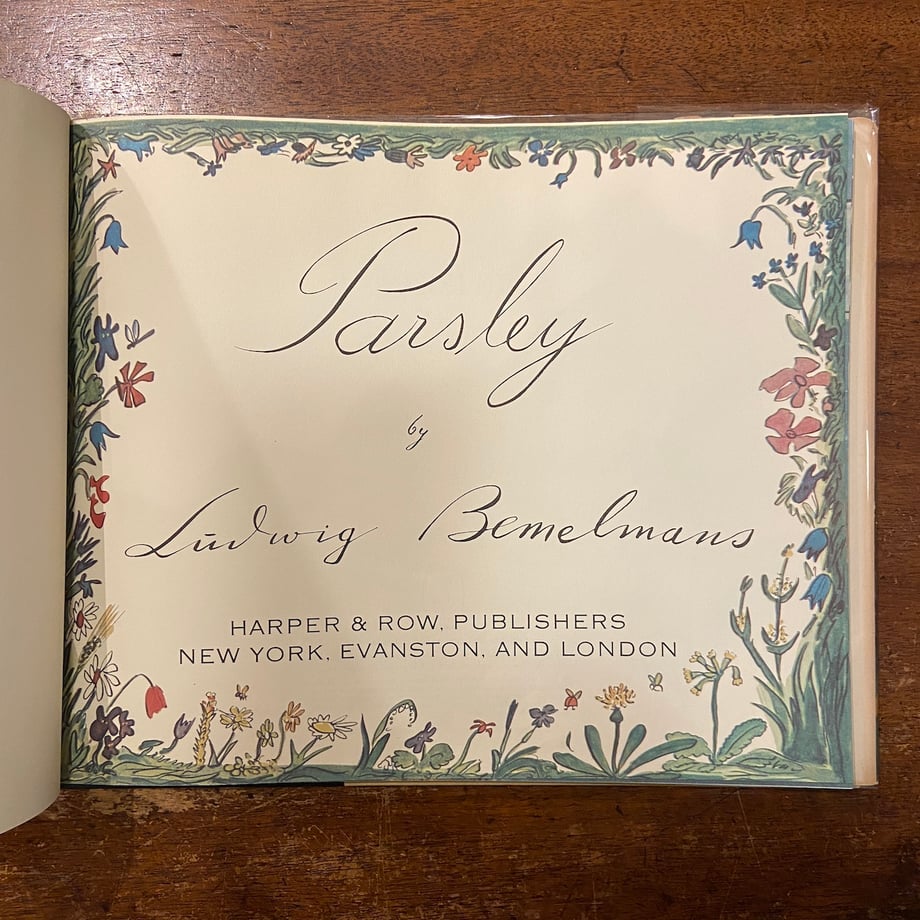 Parsley
by
Ludwig Bemelmans
HARPER & ROW, PUBLISHERS
NEW YORK, EVANSTON, AND LONDON